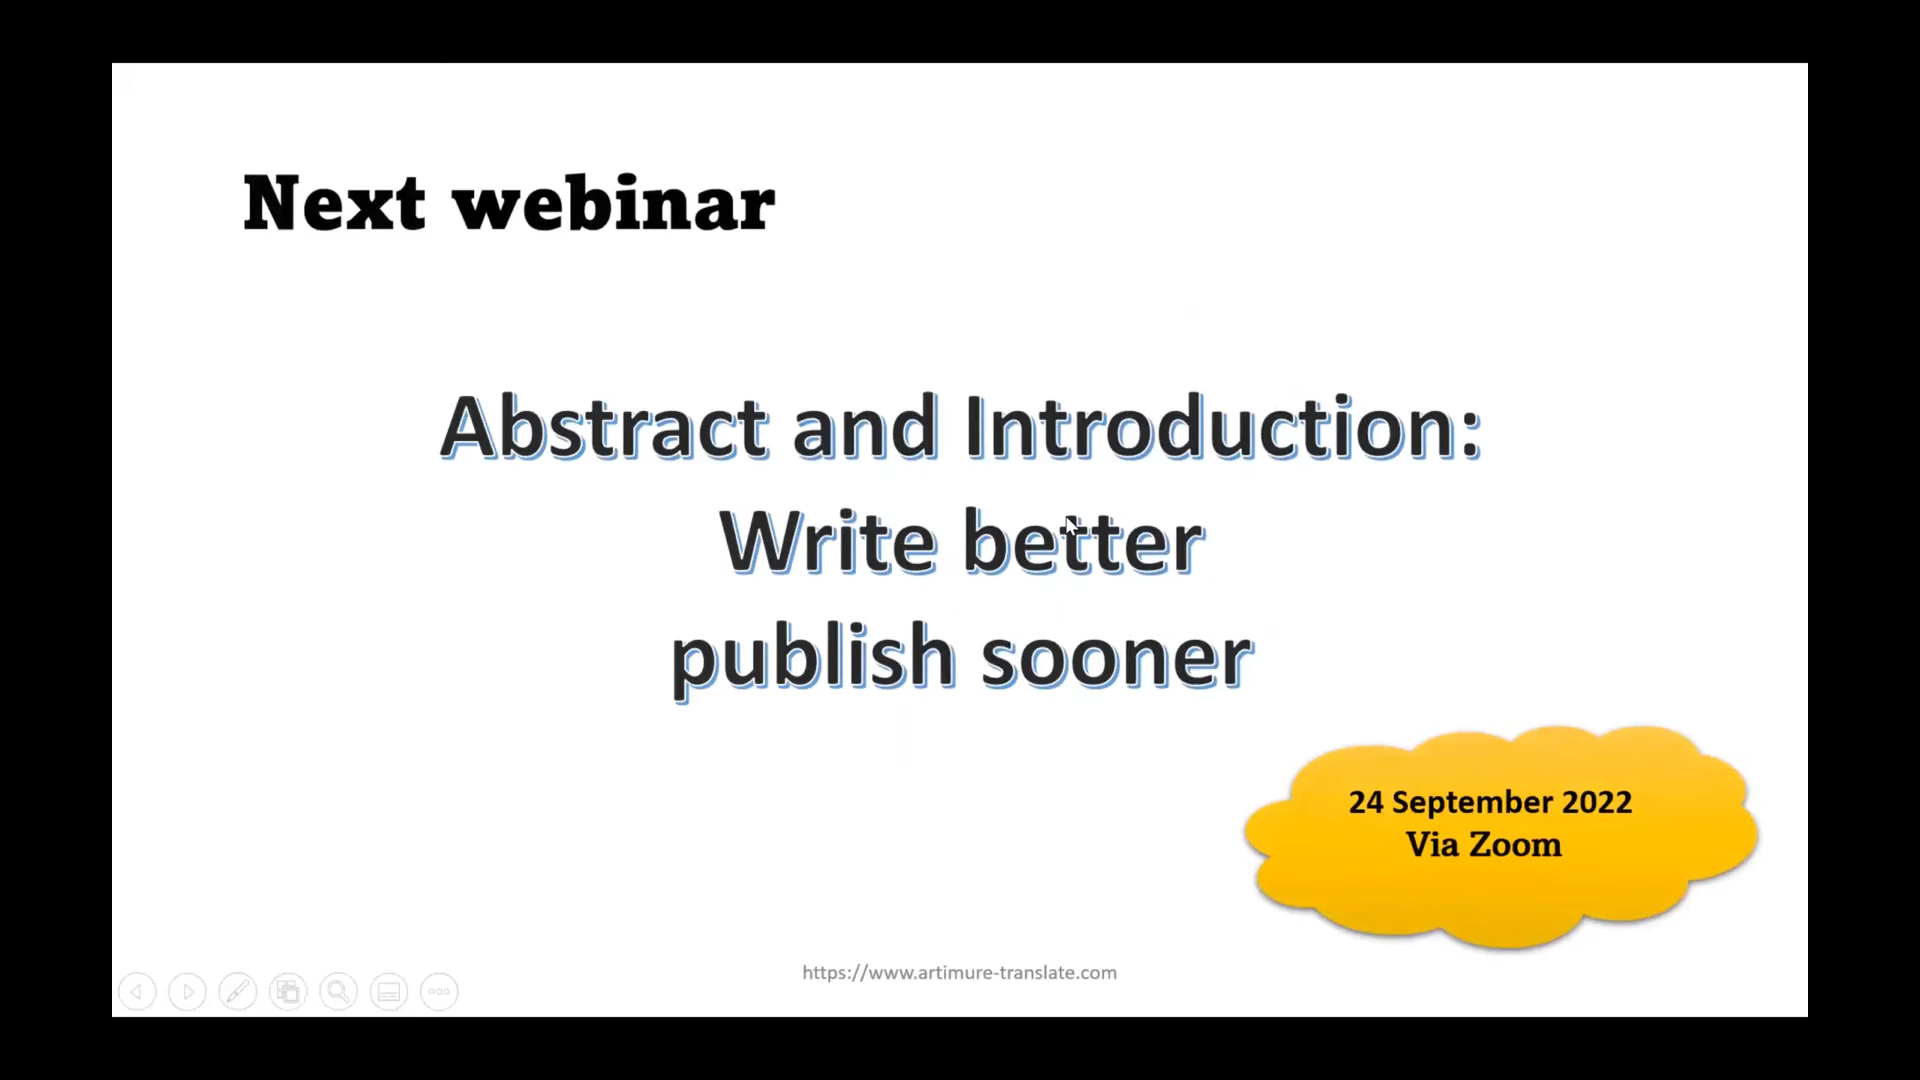 Next webinar
Abstract and Introduction:
Write better
publish sooner
24 September 2022
Via Zoom
https://www.artimure-translate.com